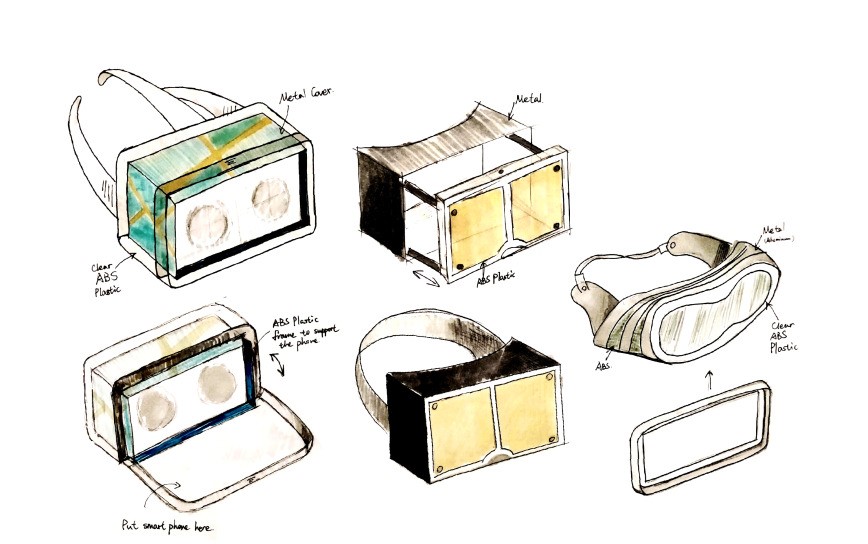 Metal Cover.
Clear
ABS
Plastic
Metal.
ABS Plastic
Metal
(Aluminum)
Clear
ABS
Plastic
ABS.
ABS Plastic
frame to support
the phone.
Put smart phone here.